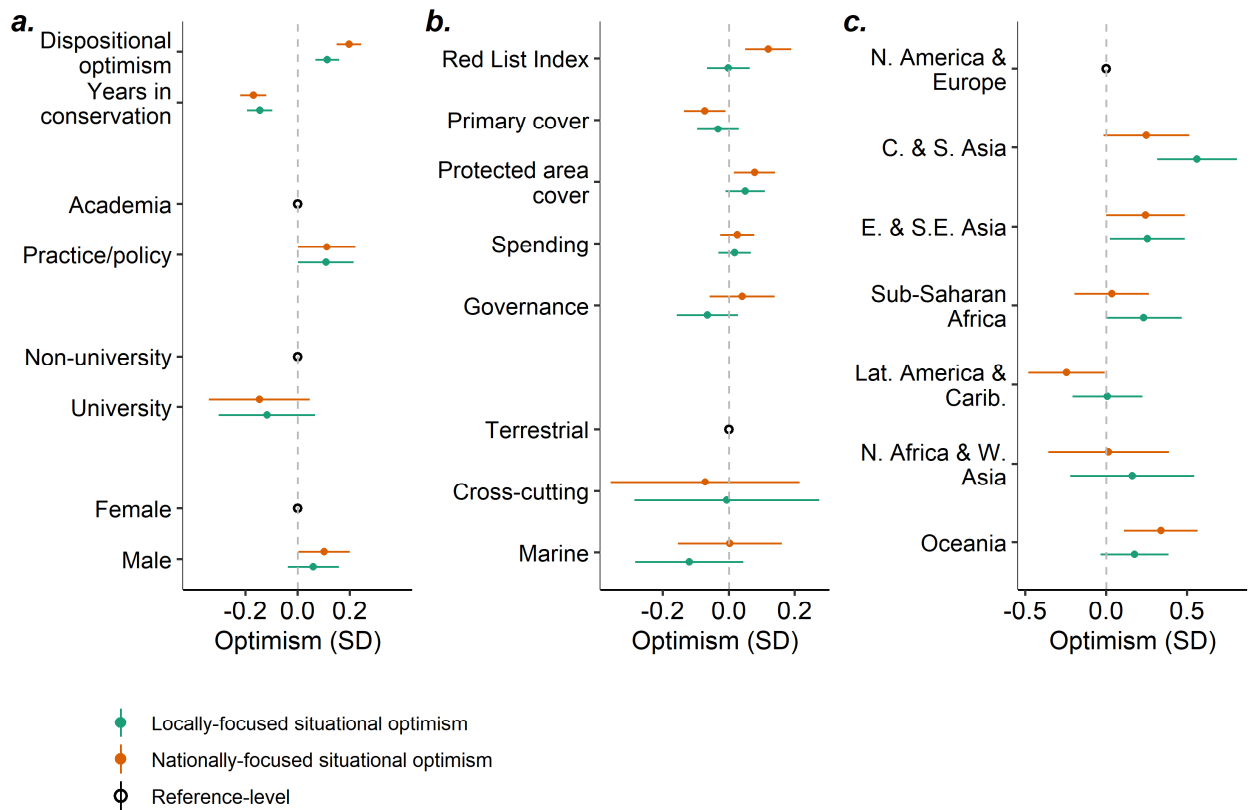 a.
Dispositional
optimism
Years in
conservation
Academia
Practice/policy
Non-university
University
Female
Male
-0.2 0.0 0.2
Optimism (SD)
b.
Red List Index
Primary cover
Protected area
cover
Spending
Governance
Terrestrial
Cross-cutting
Marine
-0.2 0.0 0.2
Optimism (SD)
c.
N. America &
Europe
C. & S. Asia
E. & S.E. Asia
Sub-Saharan
Africa
Lat. America &
Carib.
N. Africa & W.
Asia
Oceania
-0.5 0.0 0.5
Optimism (SD)
Locally-focused situational optimism
Nationally-focused situational optimism
Reference-level